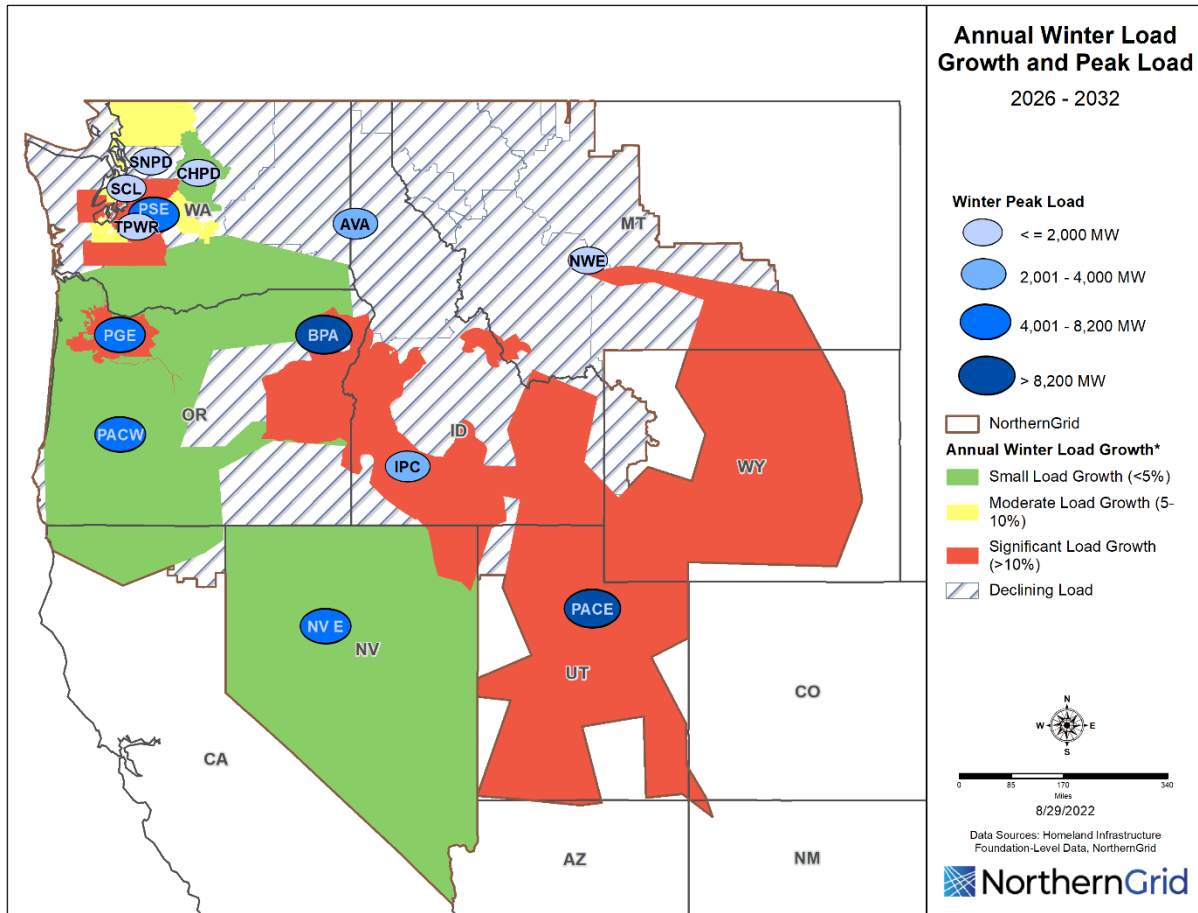 Annual Winter Load
Growth and Peak Load
2026 - 2032
Winter Peak Load
< = 2,000 MW
2,001 - 4,000 MW
4,001 - 8,200 MW
> 8,200 MW
NorthernGrid
Annual Winter Load Growth*
Small Load Growth (<5%)
Moderate Load Growth (5-
10%)
Significant Load Growth
(>10%)
Declining Load
N
W
E
S
0 85 170 340
Miles
8/29/2022
Data Sources: Homeland Infrastructure
Foundation-Level Data, NorthernGrid
NorthernGrid
SNPD
CHPD
SCL
PSE
WA
TPWR
AVA
MT
NWE
PGE
BPA
OR
PACW
ID
IPC
WY
PACE
NV E
NV
UT
CO
CA
AZ
NM